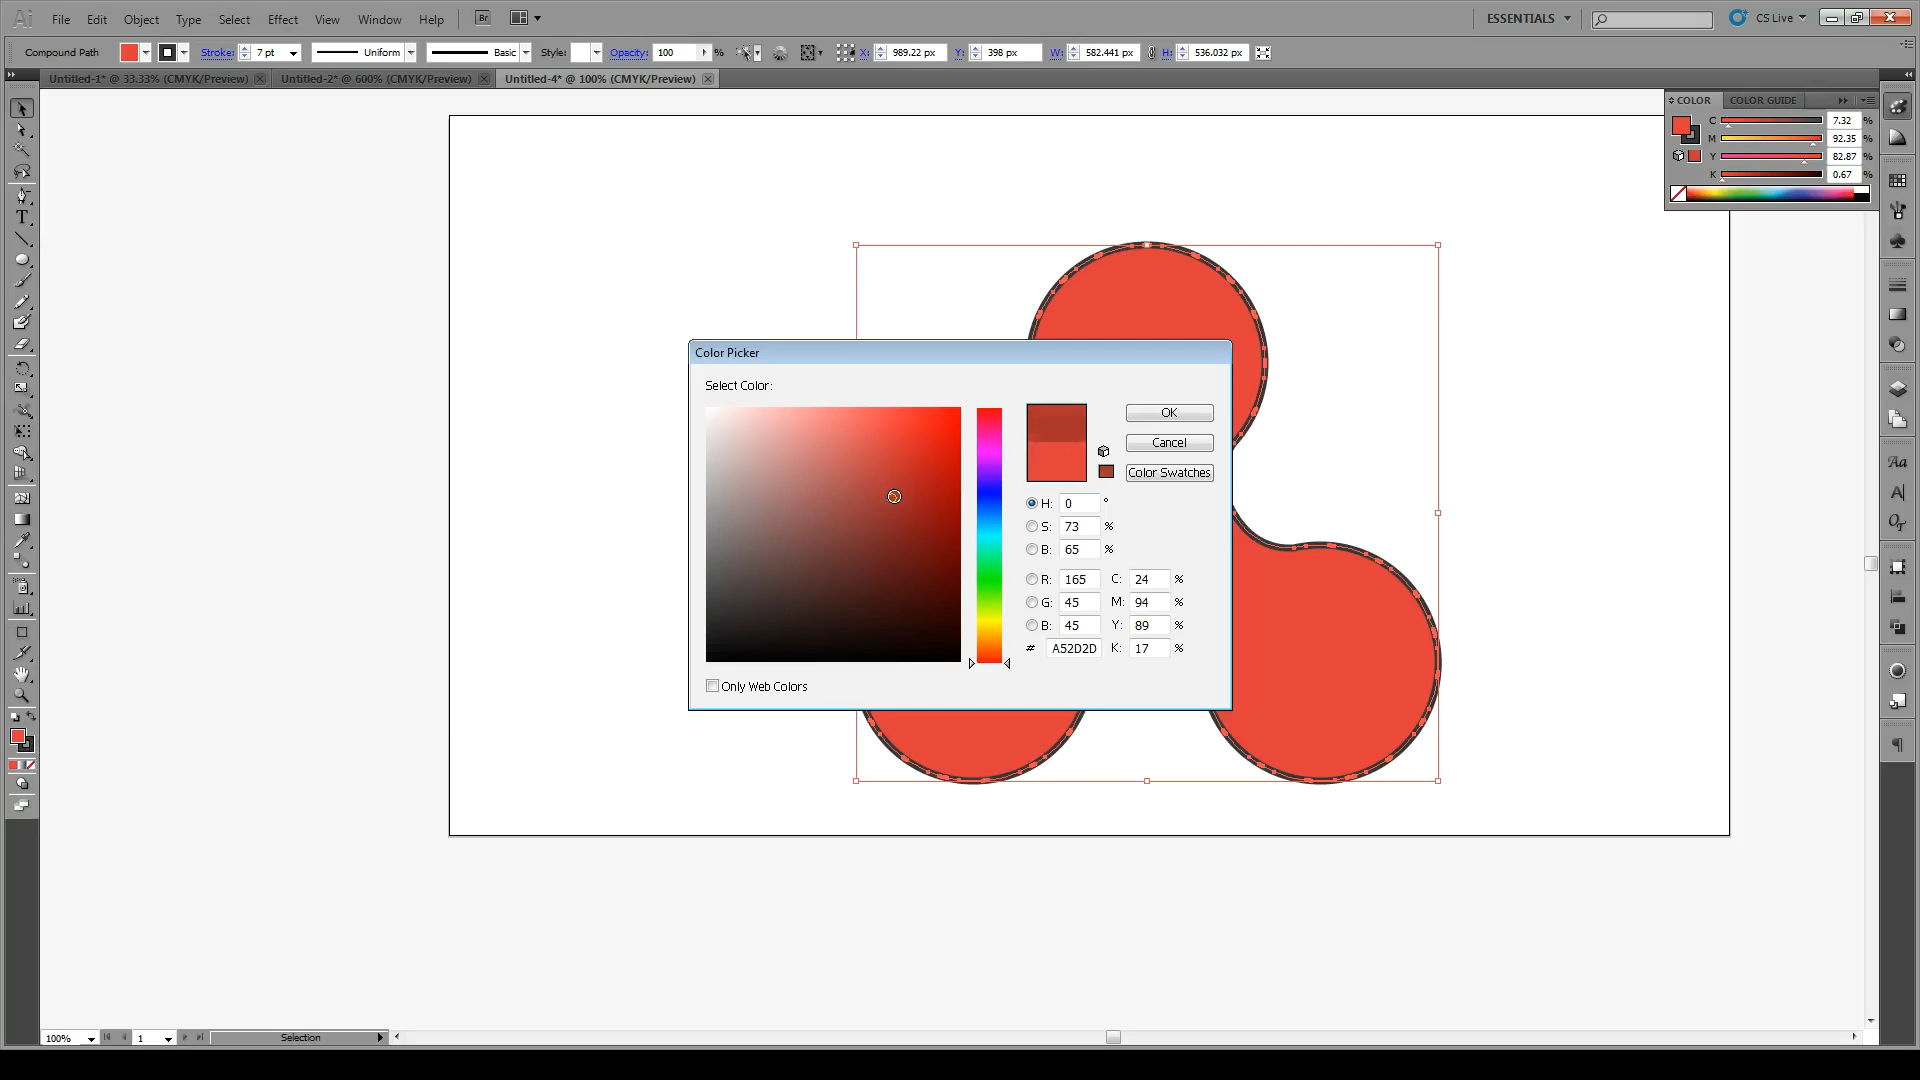 Ai File Edit Object Type Select Effect View Window Help Br ESSENTIALS CS Live
Compound Path Stroke: 7 pt Uniform Basic Style: Opacity: 100 % X: 989.22 px Y: 398 px W: 582.441 px H: 536.032 px
Untitled-1* @ 33.33% (CMYK/Preview) Untitled-2* @ 600% (CMYK/Preview) Untitled-4* @ 100% (CMYK/Preview)
COLOR COLOR GUIDE
C 7.32 %
M 92.35 %
Y 82.87 %
K 0.67 %
Color Picker
Select Color:
OK
Cancel
Color Swatches
H: 0 °
S: 73 %
B: 65 %
R: 165 C: 24 %
G: 45 M: 94 %
B: 45 Y: 89 %
# A52D2D K: 17 %
Only Web Colors
100% 1 Selection